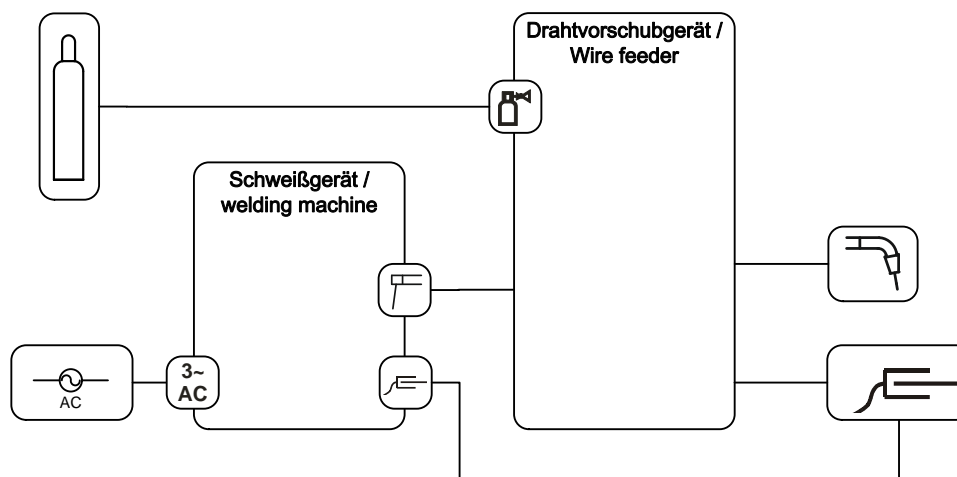 Drahtvorschubgerät /
Wire feeder
Schweißgerät /
welding machine
3~
AC
AC